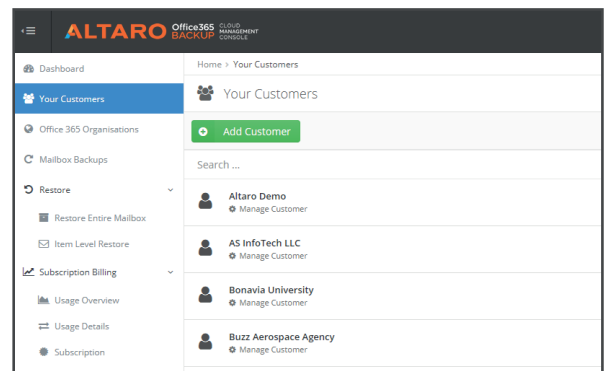 ALTARO Office365 BACKUP CLOUD MANAGEMENT CONSOLE
Dashboard
Your Customers
Office 365 Organisations
Mailbox Backups
Restore
Restore Entire Mailbox
Item Level Restore
Subscription Billing
Usage Overview
Usage Details
Subscription
Home > Your Customers
Your Customers
Add Customer
Search ...
Altaro Demo
Manage Customer
AS InfoTech LLC
Manage Customer
Bonavia University
Manage Customer
Buzz Aerospace Agency
Manage Customer